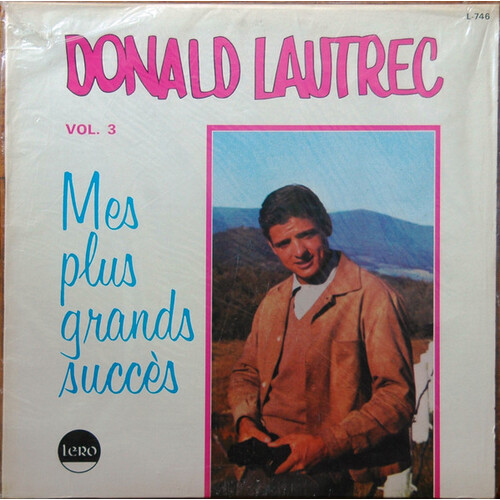 L-746
DONALD LAUTREC
VOL. 3
Mes
plus
grands
succès
Lero